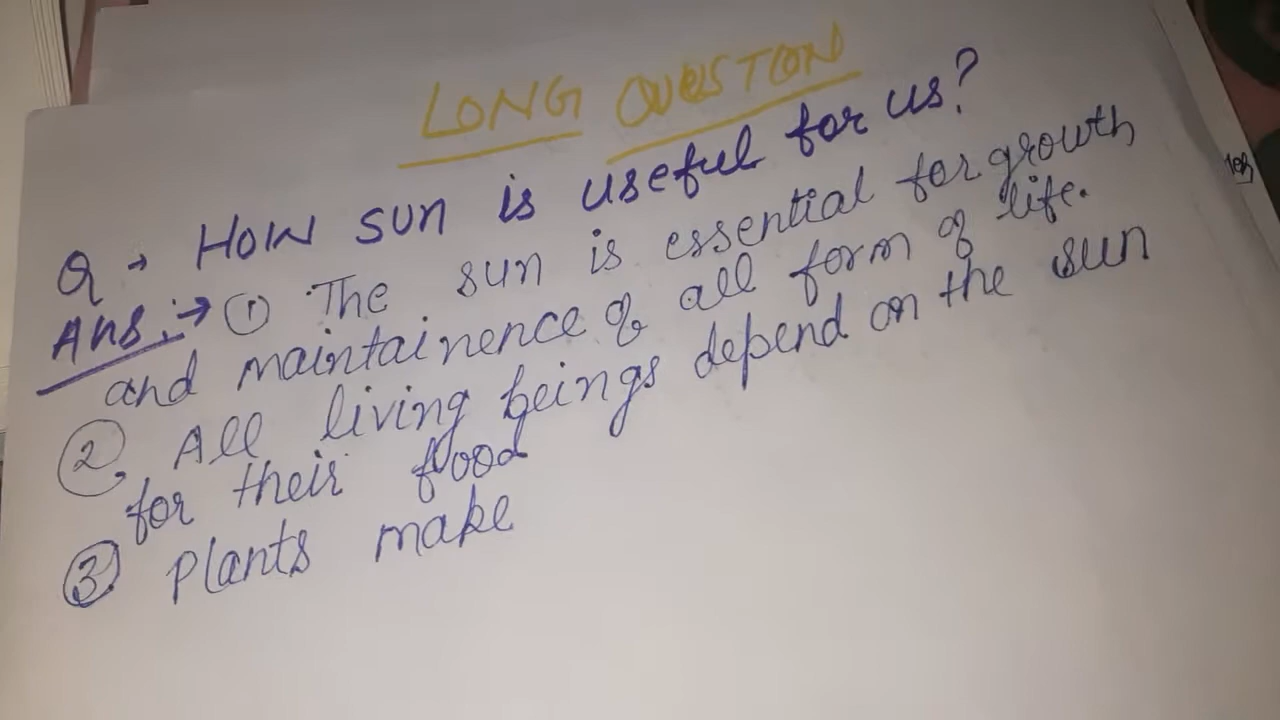 LONG QUESTON
Q → HOW SUN is useful for us?
Ans :→ ① The sun is essential for growth
and maintainence of all form of life.
②. All living beings depend on the sun
for their food
③ Plants make